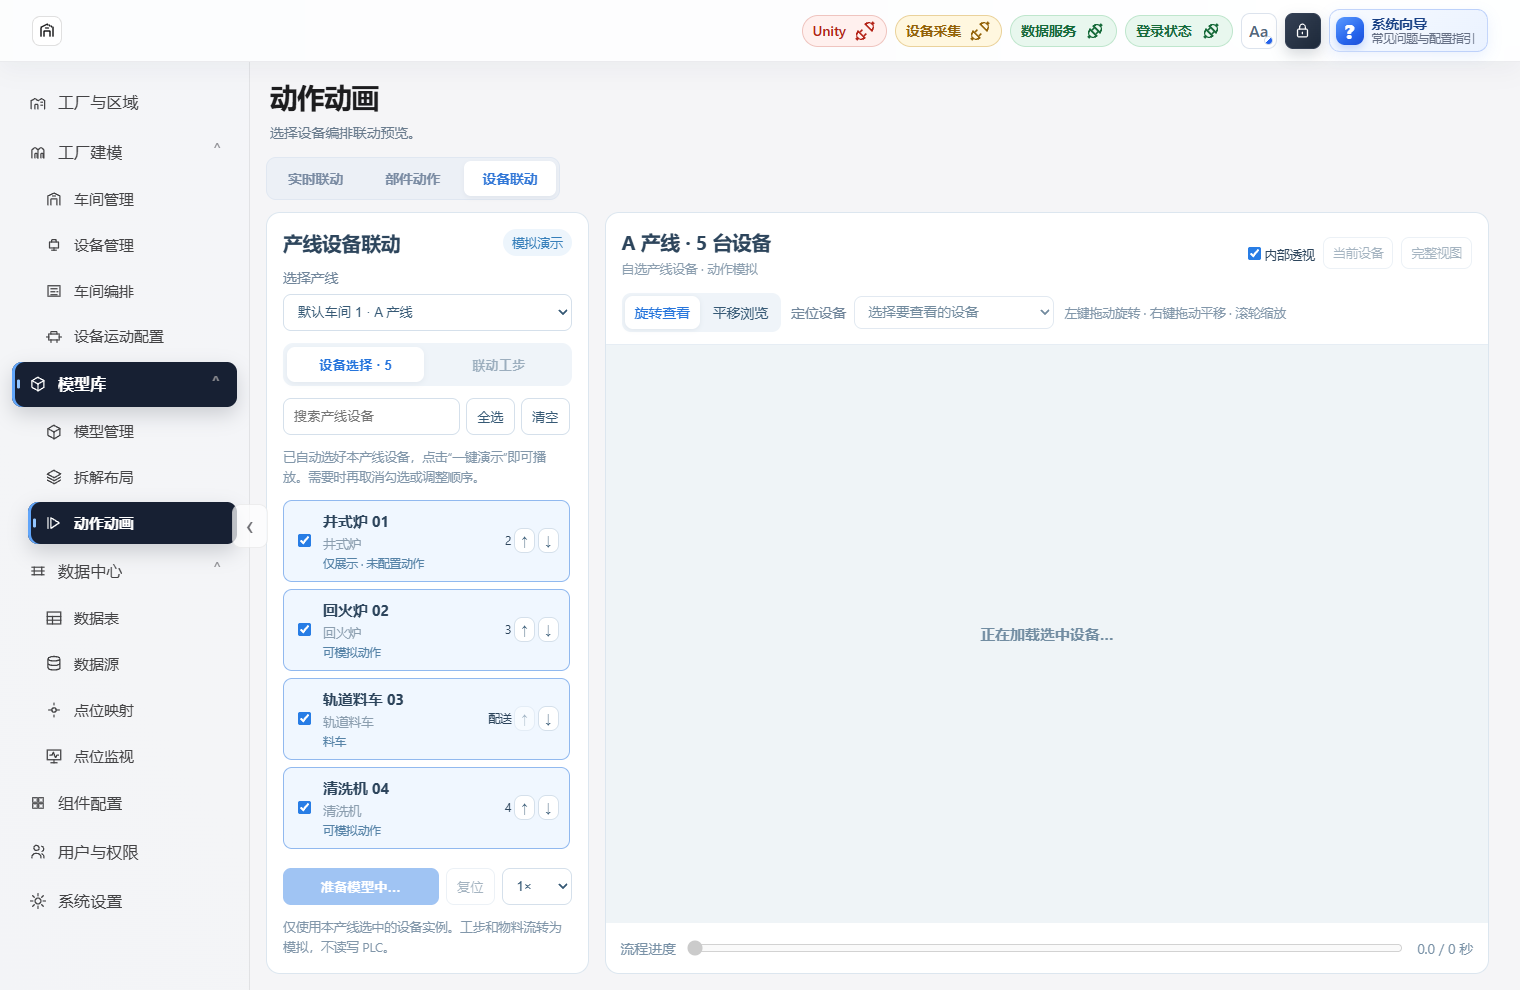 Unity
设备采集
数据服务
登录状态
Aa
?
系统向导
常见问题与配置指引
工厂与区域
工厂建模
车间管理
设备管理
车间编排
设备运动配置
模型库
模型管理
拆解布局
动作动画
数据中心
数据表
数据源
点位映射
点位监视
组件配置
用户与权限
系统设置
动作动画
选择设备编排联动预览。
实时联动
部件动作
设备联动
产线设备联动
模拟演示
选择产线
默认车间 1 · A 产线
设备选择 · 5
联动工步
搜索产线设备
全选
清空
已自动选好本产线设备，点击“一键演示”即可播
放。需要时再取消勾选或调整顺序。
井式炉 01
井式炉
仅展示 · 未配置动作
2 ↑ ↓
回火炉 02
回火炉
可模拟动作
3 ↑ ↓
轨道料车 03
轨道料车
料车
配送 ↑ ↓
清洗机 04
清洗机
可模拟动作
4 ↑ ↓
准备模型中...
复位
1×
仅使用本产线选中的设备实例。工步和物料流转为
模拟，不读写 PLC。
A 产线 · 5 台设备
自选产线设备 · 动作模拟
内部透视
当前设备
完整视图
旋转查看
平移浏览
定位设备
选择要查看的设备
左键拖动旋转 · 右键拖动平移 · 滚轮缩放
正在加载选中设备...
流程进度
0.0 / 0 秒